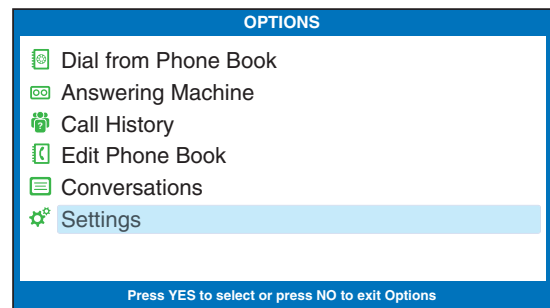 OPTIONS
Dial from Phone Book
Answering Machine
Call History
Edit Phone Book
Conversations
Settings
Press YES to select or press NO to exit Options